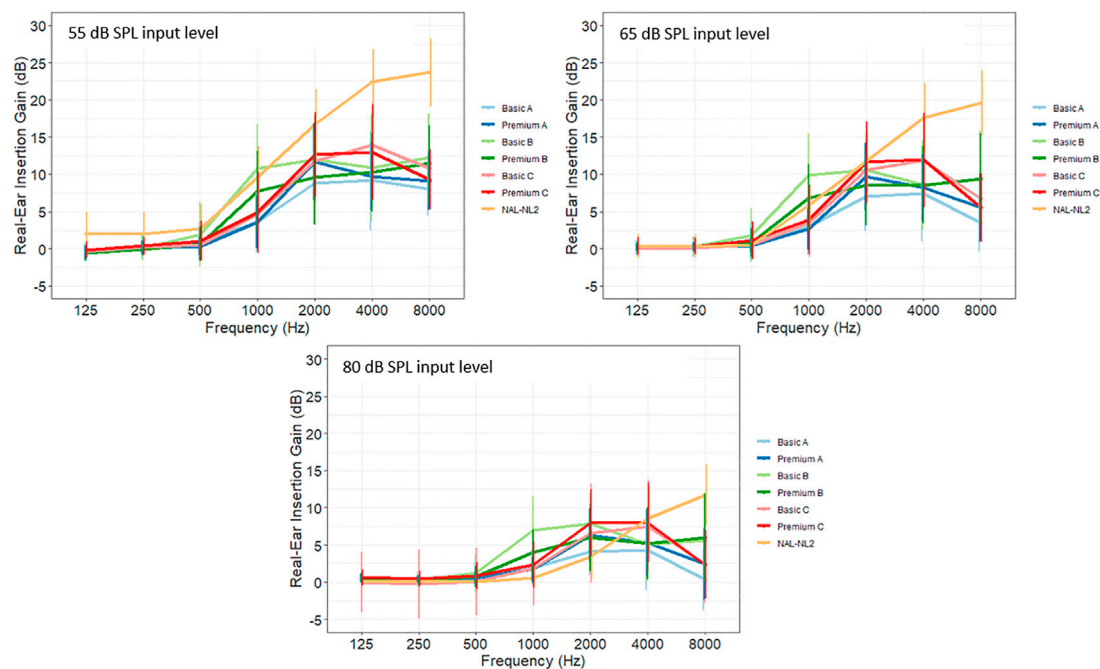 55 dB SPL input level
Real-Ear Insertion Gain (dB)
30
25
20
15
10
5
0
-5
125 250 500 1000 2000 4000 8000
Frequency (Hz)
Basic A
Premium A
Basic B
Premium B
Basic C
Premium C
NAL-NL2
65 dB SPL input level
Real-Ear Insertion Gain (dB)
30
25
20
15
10
5
0
-5
125 250 500 1000 2000 4000 8000
Frequency (Hz)
Basic A
Premium A
Basic B
Premium B
Basic C
Premium C
NAL-NL2
80 dB SPL input level
Real-Ear Insertion Gain (dB)
30
25
20
15
10
5
0
-5
125 250 500 1000 2000 4000 8000
Frequency (Hz)
Basic A
Premium A
Basic B
Premium B
Basic C
Premium C
NAL-NL2